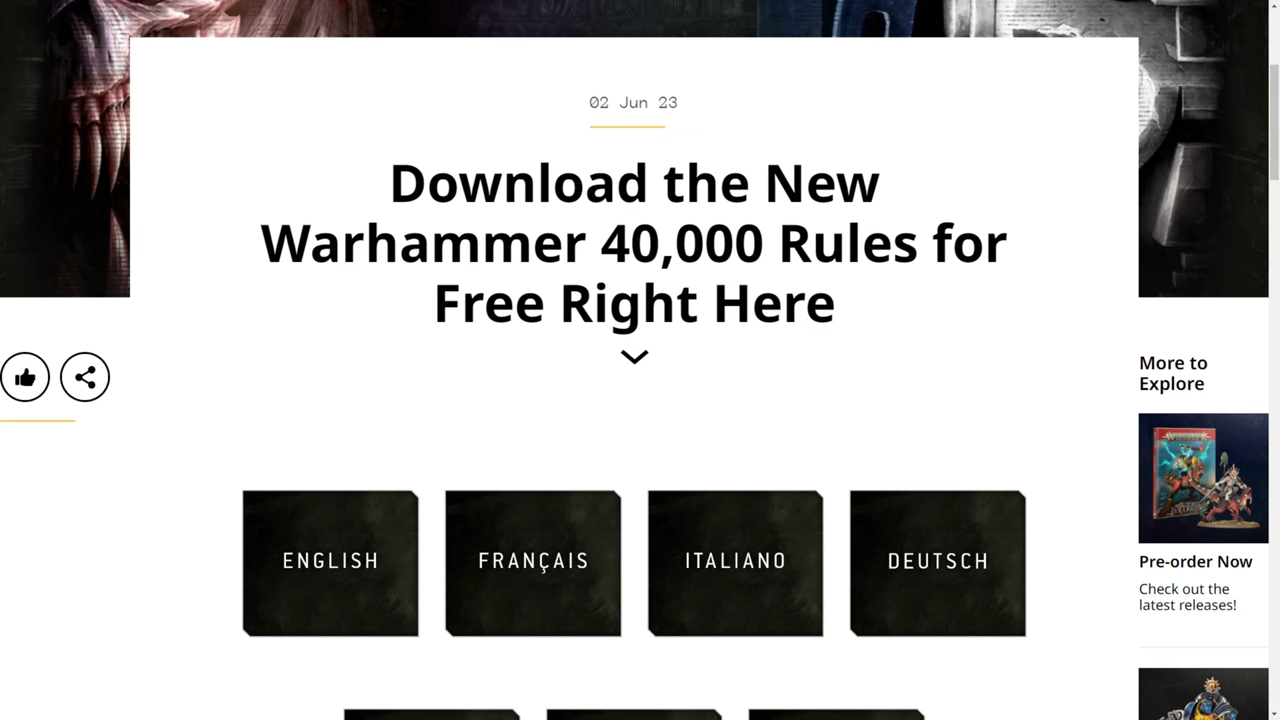 02 Jun 23
Download the New
Warhammer 40,000 Rules for
Free Right Here
More to
Explore
ENGLISH
FRANÇAIS
ITALIANO
DEUTSCH
Pre-order Now
Check out the
latest releases!